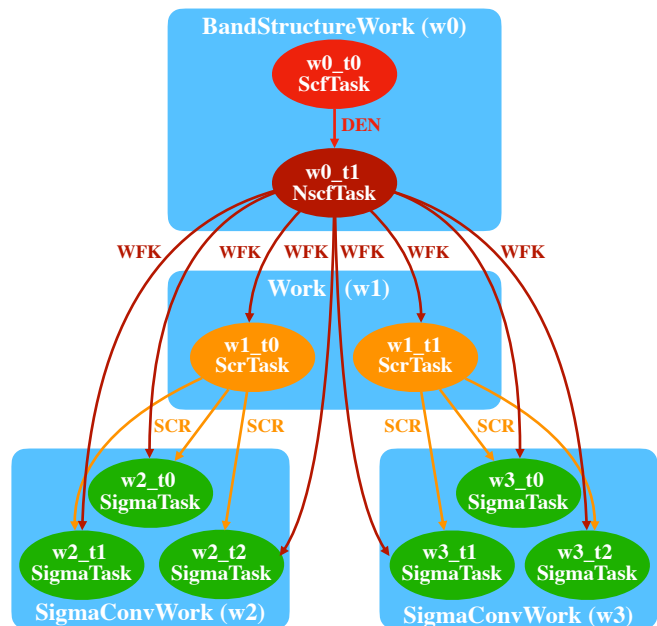 BandStructureWork (w0)
w0_t0
ScfTask
DEN
w0_t1
NscfTask
WFK WFK WFK WFK WFK WFK
Work (w1)
w1_t0
ScrTask
w1_t1
ScrTask
SCR SCR SCR SCR
w2_t0
SigmaTask
w3_t0
SigmaTask
w2_t1
SigmaTask
w2_t2
SigmaTask
w3_t1
SigmaTask
w3_t2
SigmaTask
SigmaConvWork (w2)
SigmaConvWork (w3)